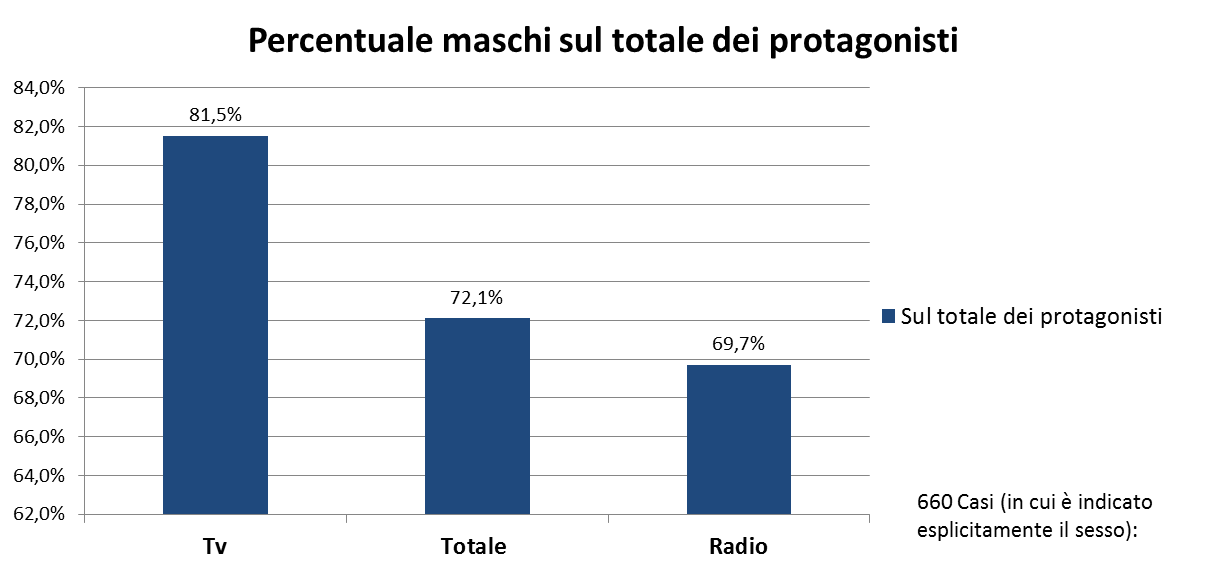 Percentuale maschi sul totale dei protagonisti
84,0%
82,0%
80,0%
78,0%
76,0%
74,0%
72,0%
70,0%
68,0%
66,0%
64,0%
62,0%
81,5%
72,1%
69,7%
Tv
Totale
Radio
Sul totale dei protagonisti
660 Casi (in cui è indicato
esplicitamente il sesso):